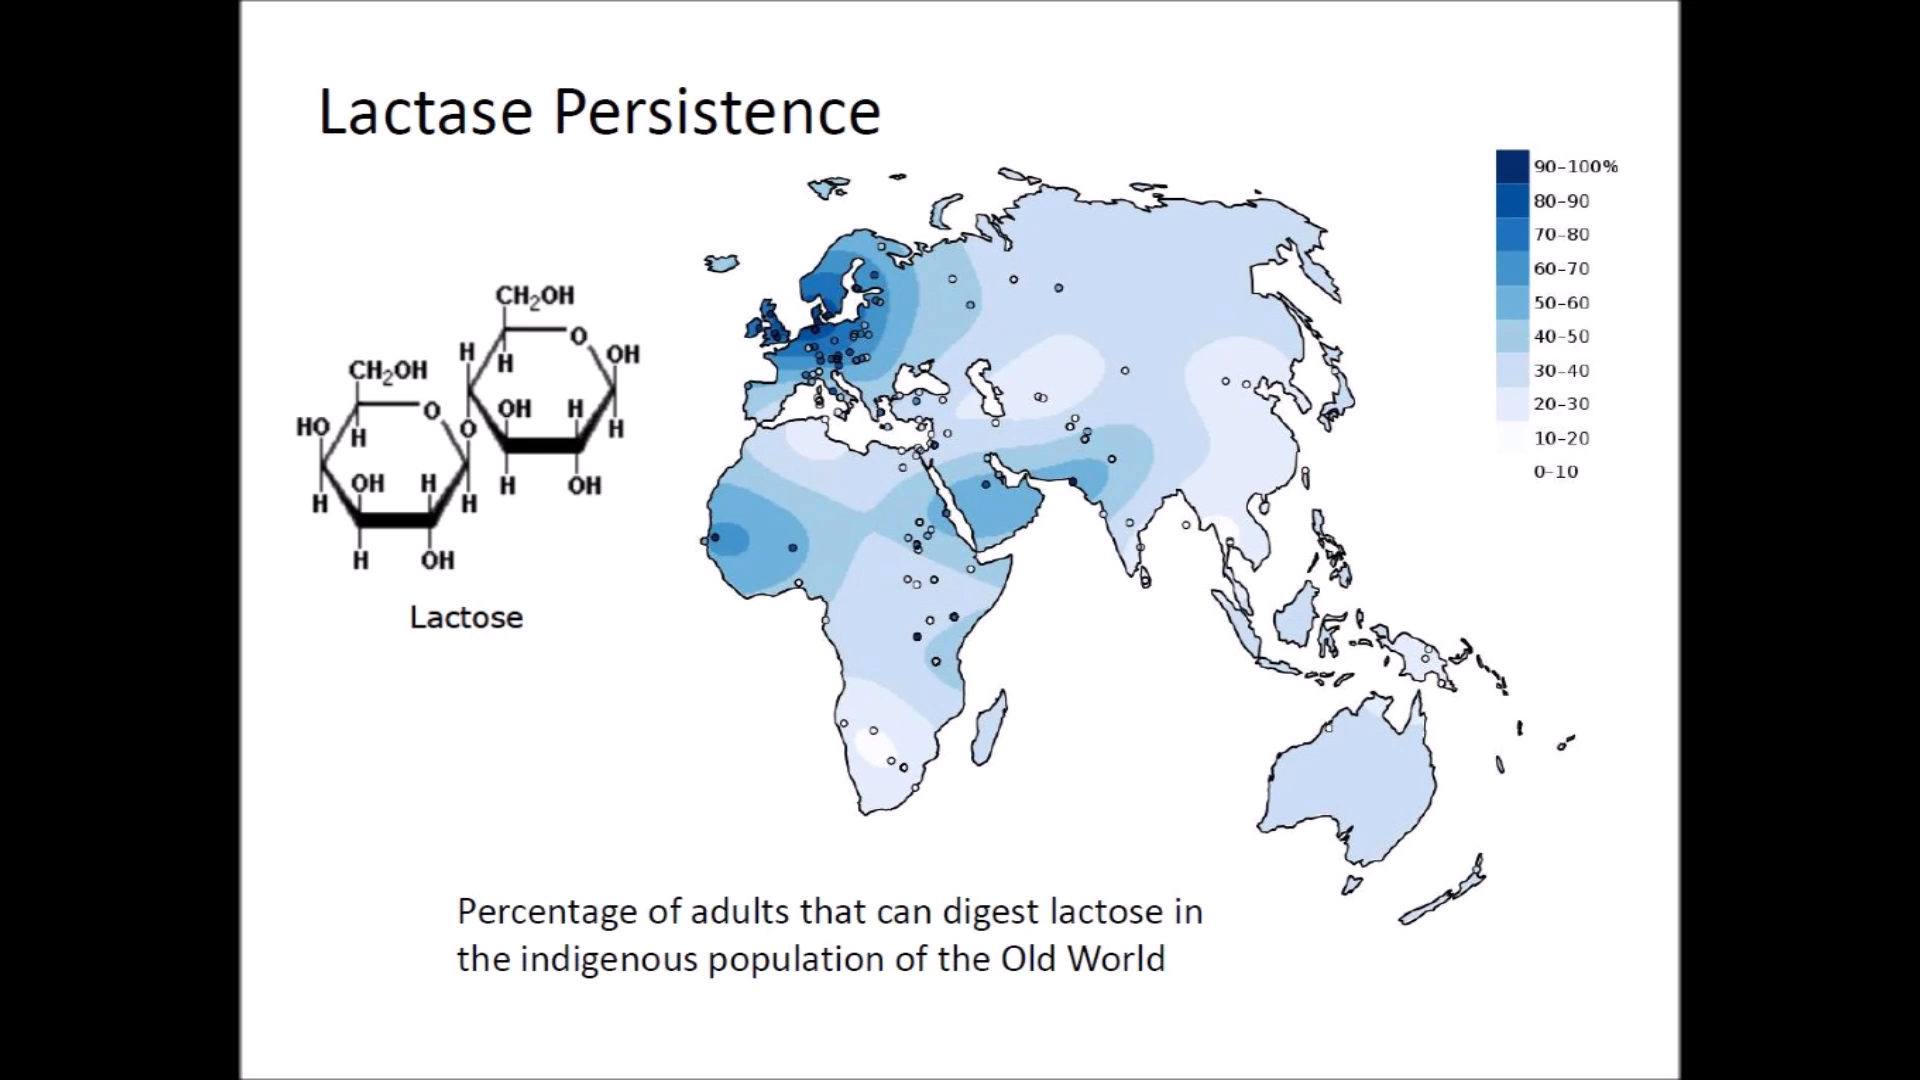 Lactase Persistence
90-100%
80-90
70-80
60-70
50-60
40-50
30-40
20-30
10-20
0-10
CH₂OH
O
H
OH
H
CH₂OH
OH
H
H
O
HO
H
O
H
OH
OH
H
H
H
H
OH
Lactose
Percentage of adults that can digest lactose in
the indigenous population of the Old World